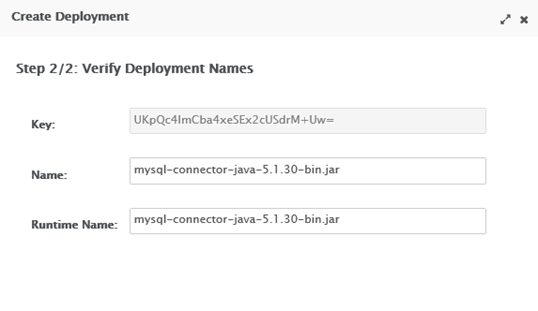 Create Deployment
Step 2/2: Verify Deployment Names
Key: UKpQc4ImCba4xeSEx2cUSdrM+Uw=
Name: mysql-connector-java-5.1.30-bin.jar
Runtime Name: mysql-connector-java-5.1.30-bin.jar